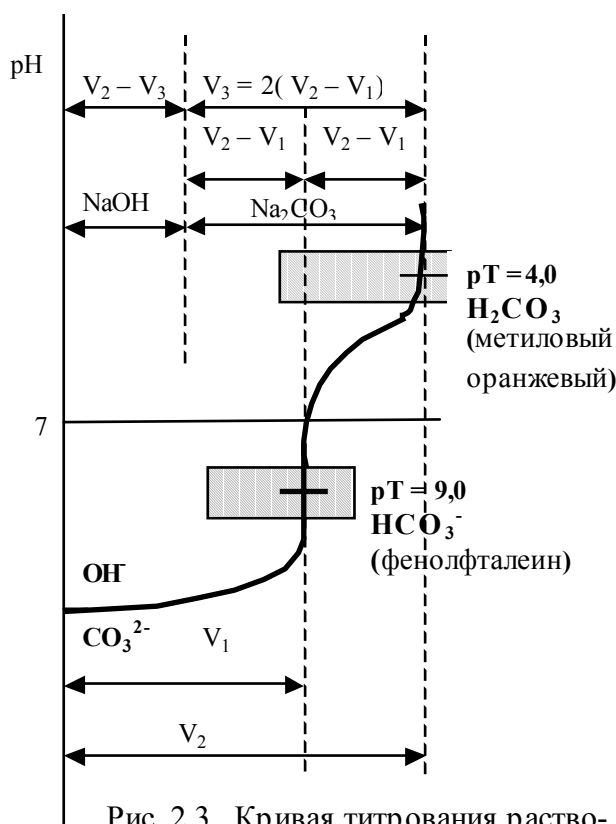 pH
V₂ – V₃
V₃ = 2( V₂ – V₁)
V₂ – V₁
V₂ – V₁
NaOH
Na₂CO₃
pT = 4,0
H₂CO₃
(метиловый
оранжевый)
7
pT = 9,0
HCO₃⁻
(фенолфталеин)
OH⁻
CO₃²⁻
V₁
V₂
Рис. 2.3. Кривая титрования раство-